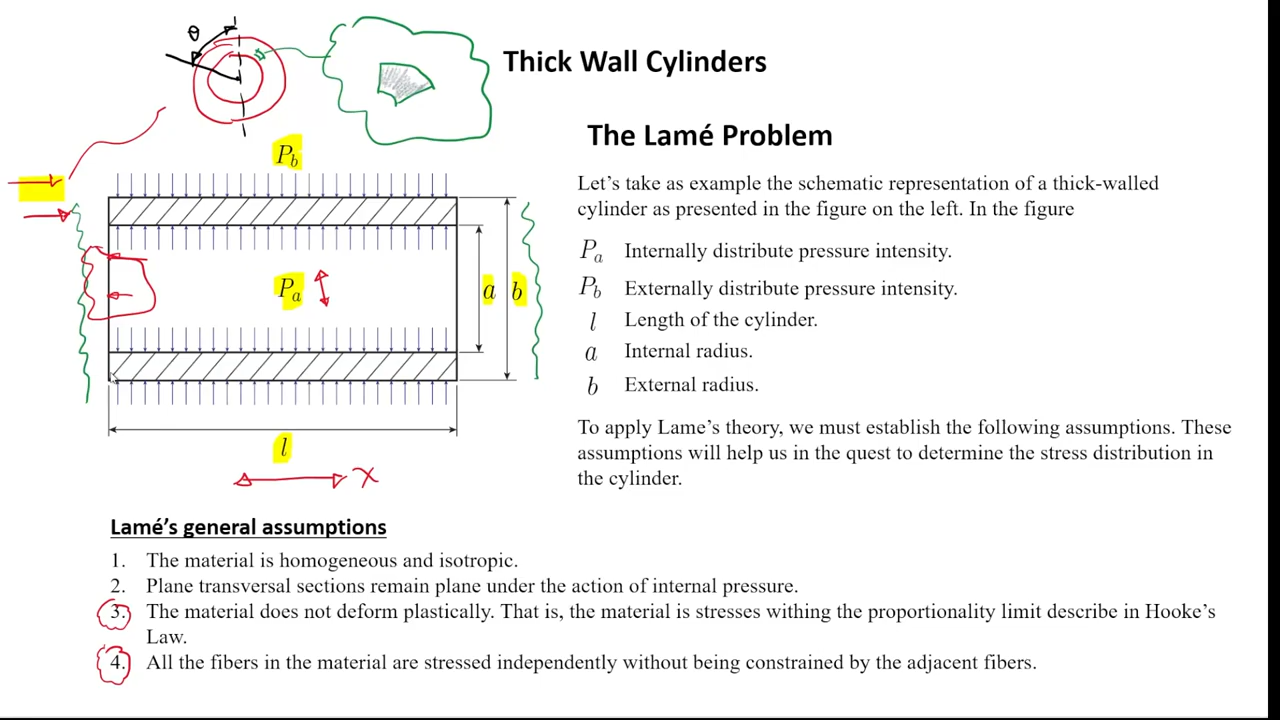 θ
Thick Wall Cylinders
The Lamé Problem
P_b
Let's take as example the schematic representation of a thick-walled
cylinder as presented in the figure on the left. In the figure
P_a Internally distribute pressure intensity.
P_b Externally distribute pressure intensity.
l Length of the cylinder.
a Internal radius.
b External radius.
P_a
a b
l
x
To apply Lame's theory, we must establish the following assumptions. These
assumptions will help us in the quest to determine the stress distribution in
the cylinder.
Lamé's general assumptions
1. The material is homogeneous and isotropic.
2. Plane transversal sections remain plane under the action of internal pressure.
3. The material does not deform plastically. That is, the material is stresses withing the proportionality limit describe in Hooke's
Law.
4. All the fibers in the material are stressed independently without being constrained by the adjacent fibers.